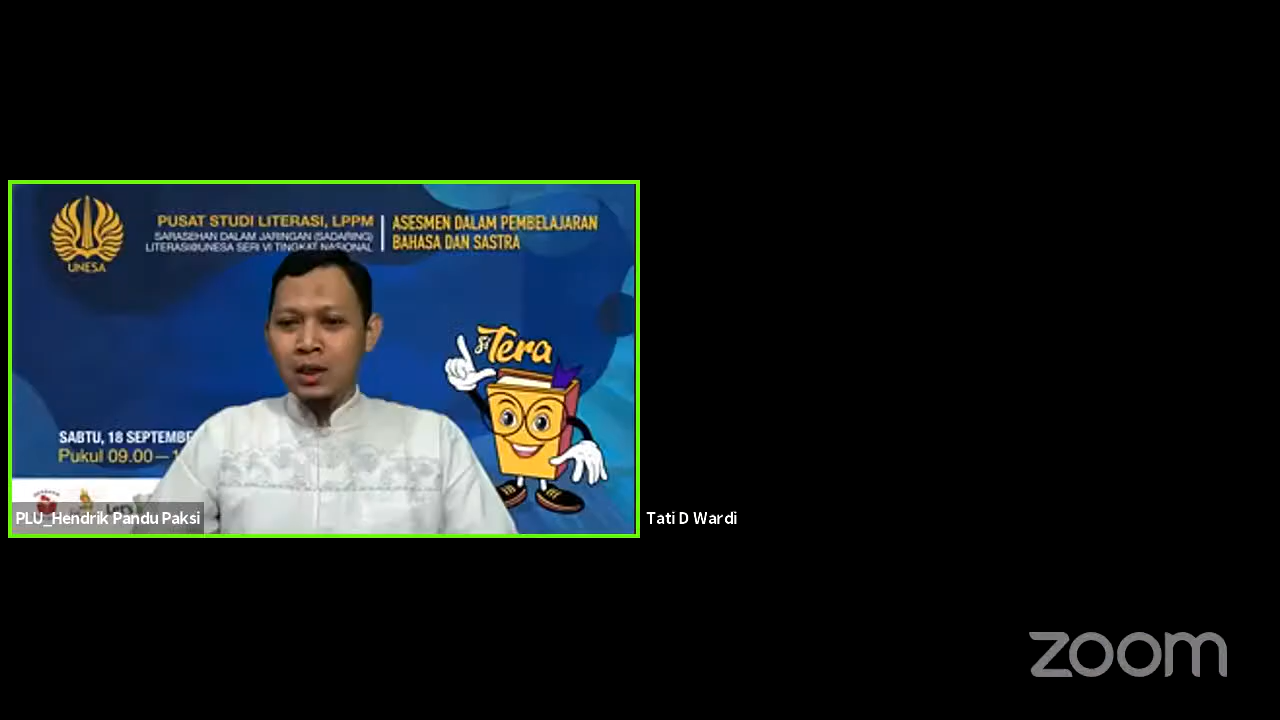 PUSAT STUDI LITERASI, LPPM
SARASEHAN DALAM JARINGAN (SADARING)
LITERASI@UNESA SERI VI TINGKAT NASIONAL
ASESMEN DALAM PEMBELAJARAN
BAHASA DAN SASTRA
UNESA
si Tera
SABTU, 18 SEPTEMBE
Pukul 09.00—1
PLU_Hendrik Pandu Paksi
Tati D Wardi
zoom